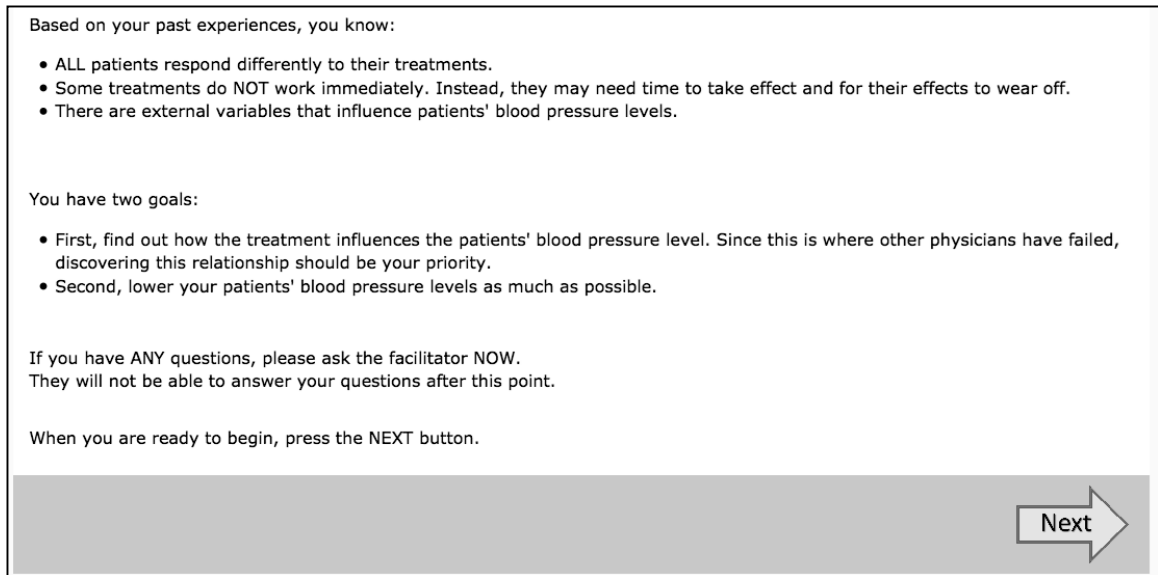 Based on your past experiences, you know:
• ALL patients respond differently to their treatments.
• Some treatments do NOT work immediately. Instead, they may need time to take effect and for their effects to wear off.
• There are external variables that influence patients' blood pressure levels.
You have two goals:
• First, find out how the treatment influences the patients' blood pressure level. Since this is where other physicians have failed,
discovering this relationship should be your priority.
• Second, lower your patients' blood pressure levels as much as possible.
If you have ANY questions, please ask the facilitator NOW.
They will not be able to answer your questions after this point.
When you are ready to begin, press the NEXT button.
Next